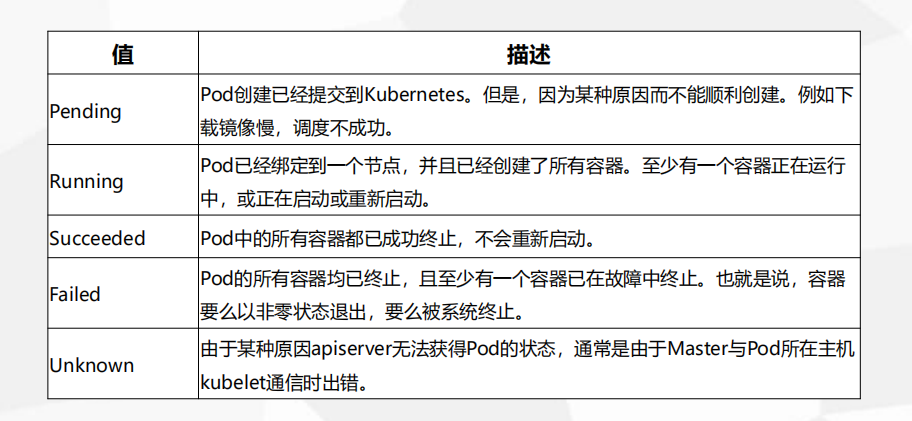 值 描述
Pending
Pod创建已经提交到Kubernetes。但是，因为某种原因而不能顺利创建。例如下
载镜像慢，调度不成功。
Running
Pod已经绑定到一个节点，并且已经创建了所有容器。至少有一个容器正在运行
中，或正在启动或重新启动。
Succeeded
Pod中的所有容器都已成功终止，不会重新启动。
Failed
Pod的所有容器均已终止，且至少有一个容器已在故障中终止。也就是说，容器
要么以非零状态退出，要么被系统终止。
Unknown
由于某种原因apiserver无法获得Pod的状态，通常是由于Master与Pod所在主机
kubelet通信时出错。